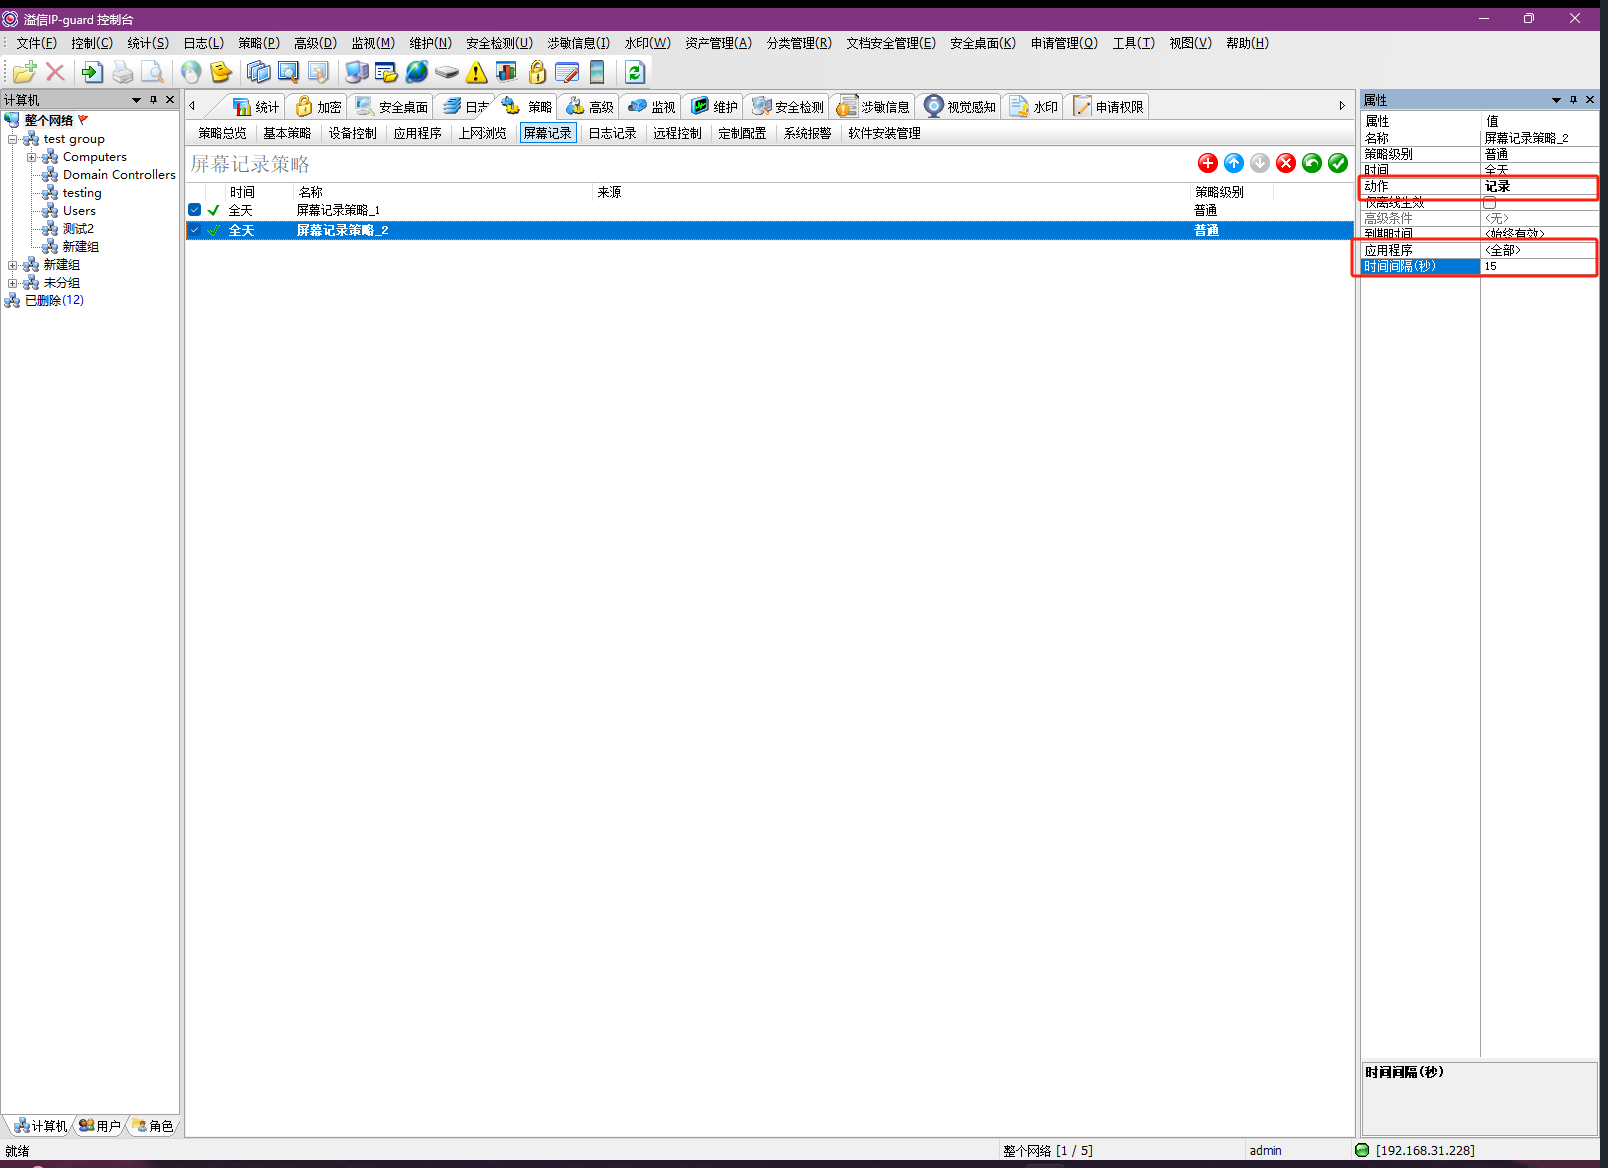 溢信IP-guard 控制台
文件(F) 控制(C) 统计(S) 日志(L) 策略(P) 高级(D) 监视(M) 维护(N) 安全检测(U) 涉敏信息(I) 水印(W) 资产管理(A) 分类管理(R) 文档安全管理(E) 安全桌面(K) 申请管理(Q) 工具(T) 视图(V) 帮助(H)
计算机
整个网络
test group
Computers
Domain Controllers
testing
Users
测试2
新建组
新建组
未分组
已删除(12)
计算机 用户 角色
统计 加密 安全桌面 日志 策略 高级 监视 维护 安全检测 涉敏信息 视觉感知 水印 申请权限
策略总览 基本策略 设备控制 应用程序 上网浏览 屏幕记录 日志记录 远程控制 定制配置 系统报警 软件安装管理
屏幕记录策略
时间 名称 来源 策略级别
全天 屏幕记录策略_1 普通
全天 屏幕记录策略_2 普通
属性
属性 值
名称 屏幕记录策略_2
策略级别 普通
时间 全天
动作 记录
仅离线生效
高级条件 <无>
到期时间 <始终有效>
应用程序 <全部>
时间间隔(秒) 15
时间间隔(秒)
就绪 整个网络 [1 / 5] admin [192.168.31.228]